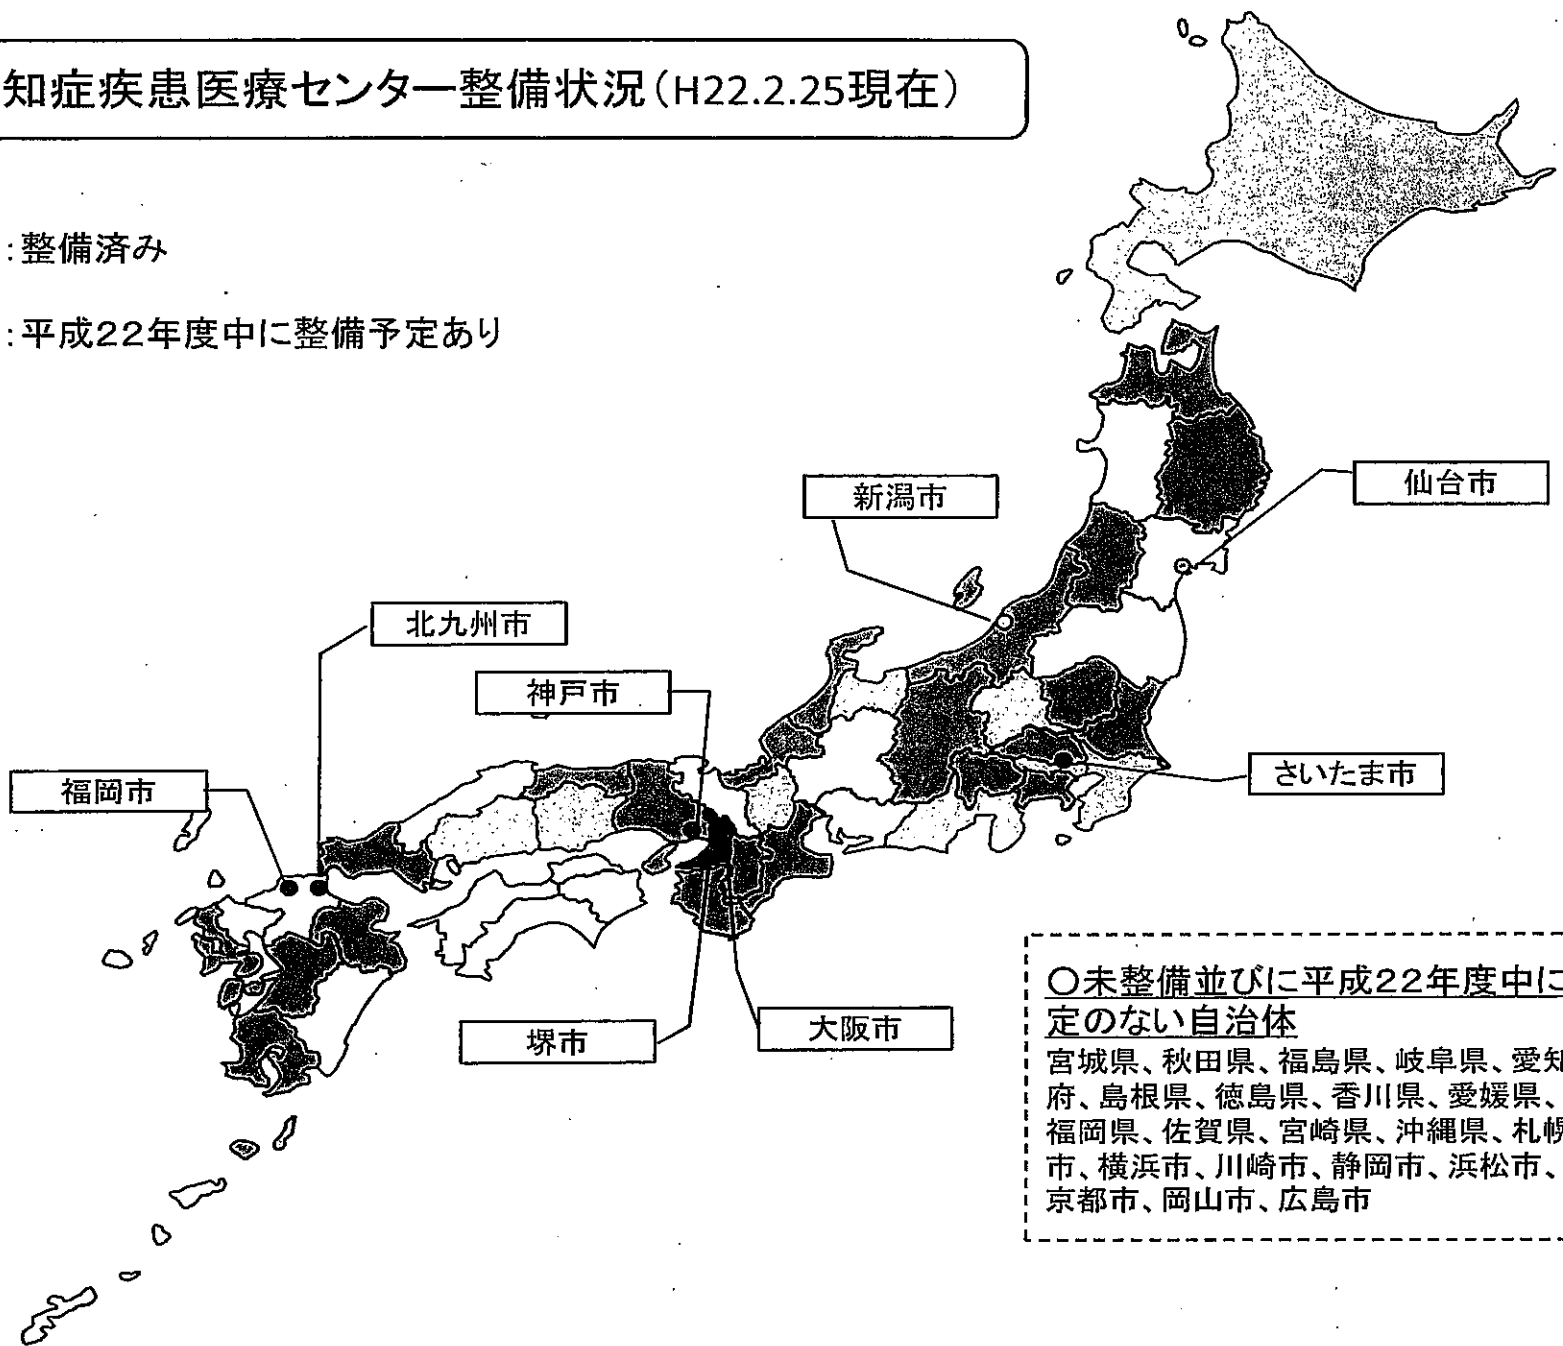 知症疾患医療センター整備状況（H22.2.25現在）
：整備済み
：平成２２年度中に整備予定あり
仙台市
新潟市
北九州市
神戸市
福岡市
さいたま市
堺市
大阪市
○未整備並びに平成２２年度中に
定のない自治体
宮城県、秋田県、福島県、岐阜県、愛知
府、島根県、徳島県、香川県、愛媛県、
福岡県、佐賀県、宮崎県、沖縄県、札幌
市、横浜市、川崎市、静岡市、浜松市、
京都市、岡山市、広島市